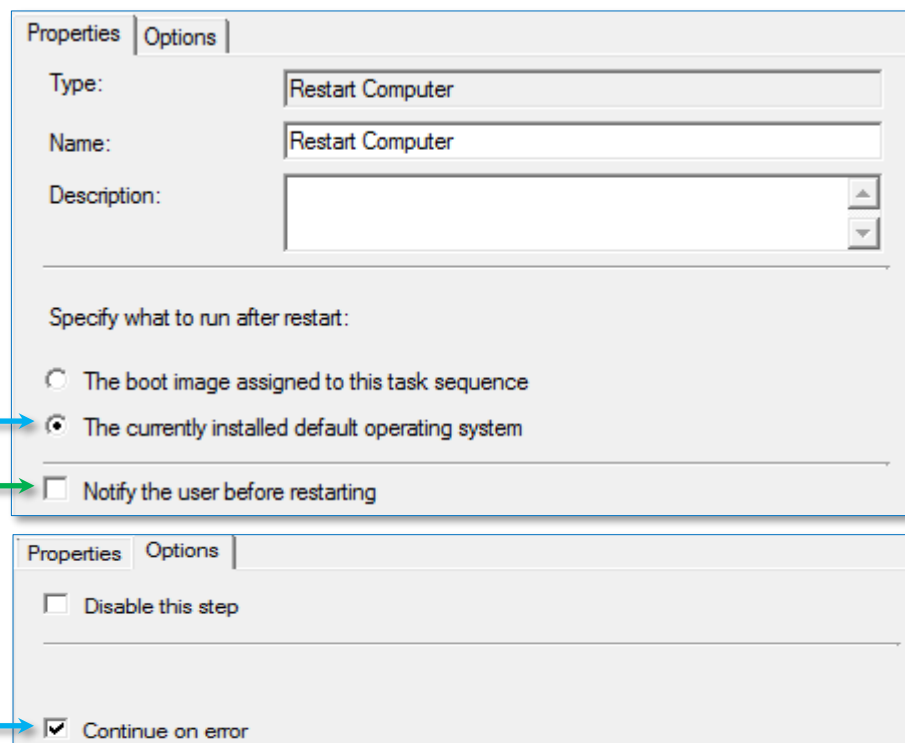 Properties Options
Type: Restart Computer
Name: Restart Computer
Description:
Specify what to run after restart:
The boot image assigned to this task sequence
The currently installed default operating system
Notify the user before restarting
Properties Options
Disable this step
Continue on error